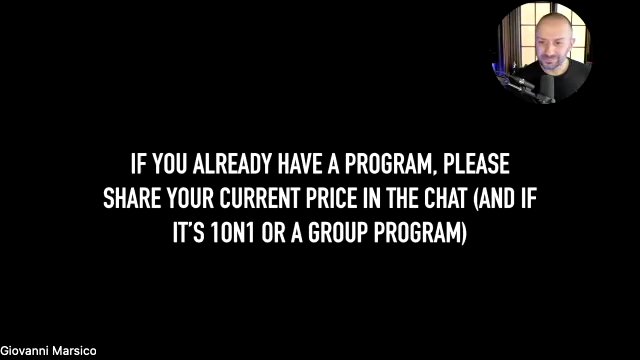 IF YOU ALREADY HAVE A PROGRAM, PLEASE
SHARE YOUR CURRENT PRICE IN THE CHAT (AND IF
IT'S 1ON1 OR A GROUP PROGRAM)
Giovanni Marsico